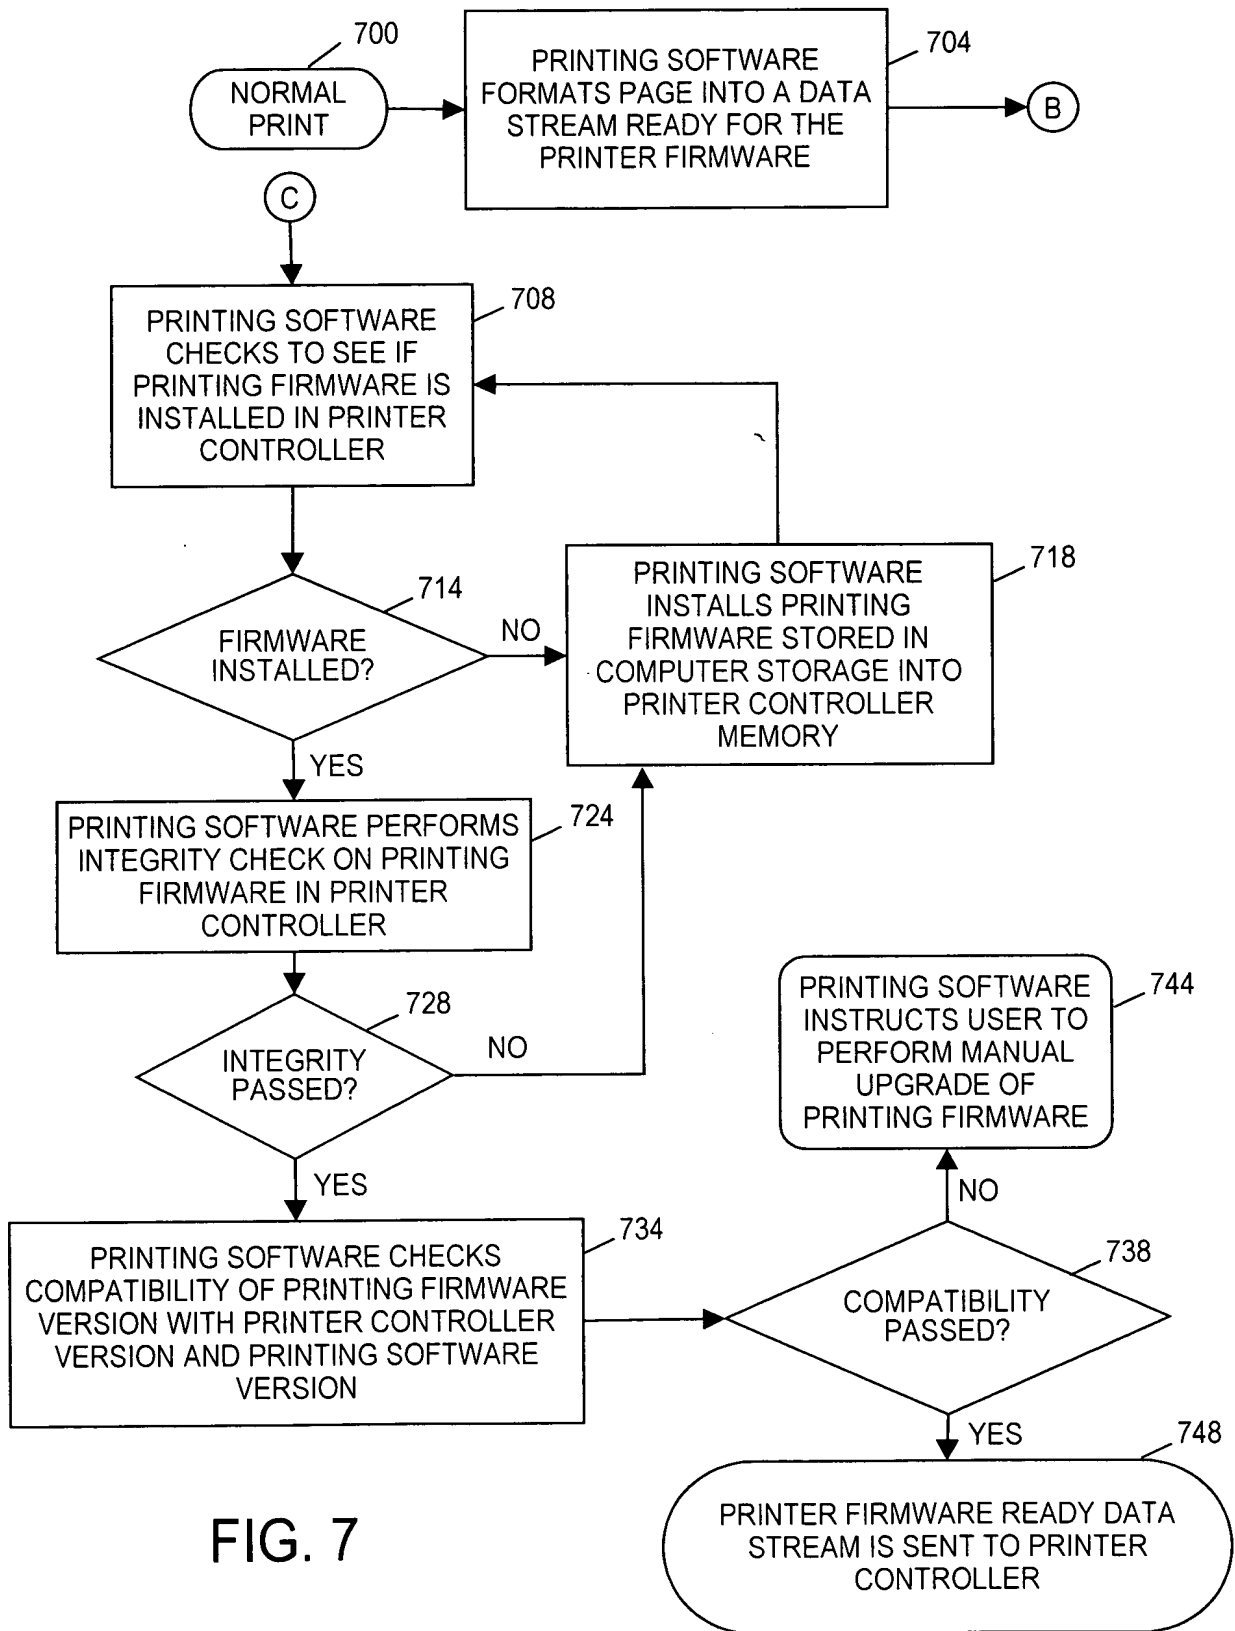 700
NORMAL
PRINT
PRINTING SOFTWARE
FORMATS PAGE INTO A DATA
STREAM READY FOR THE
PRINTER FIRMWARE
704
B
C
PRINTING SOFTWARE
CHECKS TO SEE IF
PRINTING FIRMWARE IS
INSTALLED IN PRINTER
CONTROLLER
708
FIRMWARE
INSTALLED?
714
NO
PRINTING SOFTWARE
INSTALLS PRINTING
FIRMWARE STORED IN
COMPUTER STORAGE INTO
PRINTER CONTROLLER
MEMORY
718
YES
PRINTING SOFTWARE PERFORMS
INTEGRITY CHECK ON PRINTING
FIRMWARE IN PRINTER
CONTROLLER
724
INTEGRITY
PASSED?
728
NO
YES
PRINTING SOFTWARE CHECKS
COMPATIBILITY OF PRINTING FIRMWARE
VERSION WITH PRINTER CONTROLLER
VERSION AND PRINTING SOFTWARE
VERSION
734
PRINTING SOFTWARE
INSTRUCTS USER TO
PERFORM MANUAL
UPGRADE OF
PRINTING FIRMWARE
744
NO
COMPATIBILITY
PASSED?
738
YES
748
PRINTER FIRMWARE READY DATA
STREAM IS SENT TO PRINTER
CONTROLLER
FIG. 7